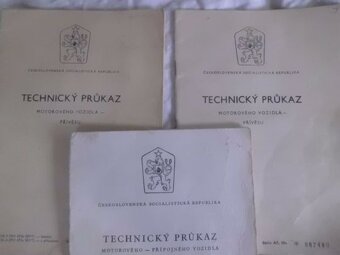 ČESKOSLOVENSKÁ SOCIALISTICKÁ REPUBLIKA
TECHNICKÝ PRŮKAZ
MOTOROVÉHO VOZIDLA —
PŘÍVĚSU
ČESKOSLOVENSKÁ SOCIALISTICKÁ REPUBLIKA
TECHNICKÝ PRŮKAZ
MOTOROVÉHO VOZIDLA —
PŘÍVĚSU
ČESKOSLOVENSKÁ SOCIALISTICKÁ REPUBLIKA
TECHNICKÝ PRŮKAZ
MOTOROVÉHO — PŘÍPOJNÉHO VOZIDLA